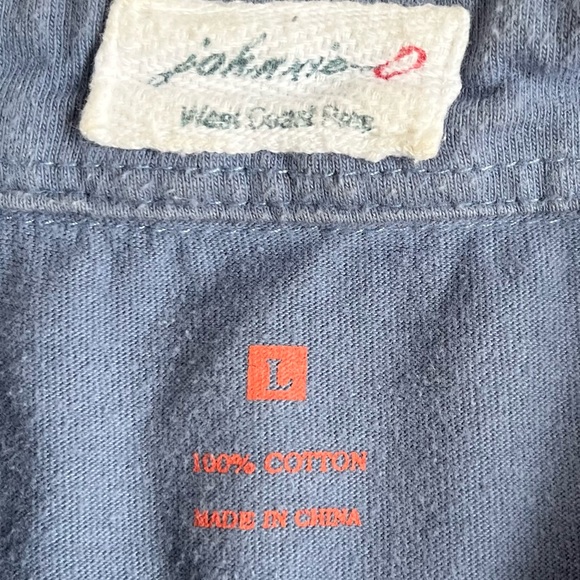 johnnie-O
West Coast Prep
L
100% COTTON
MADE IN CHINA